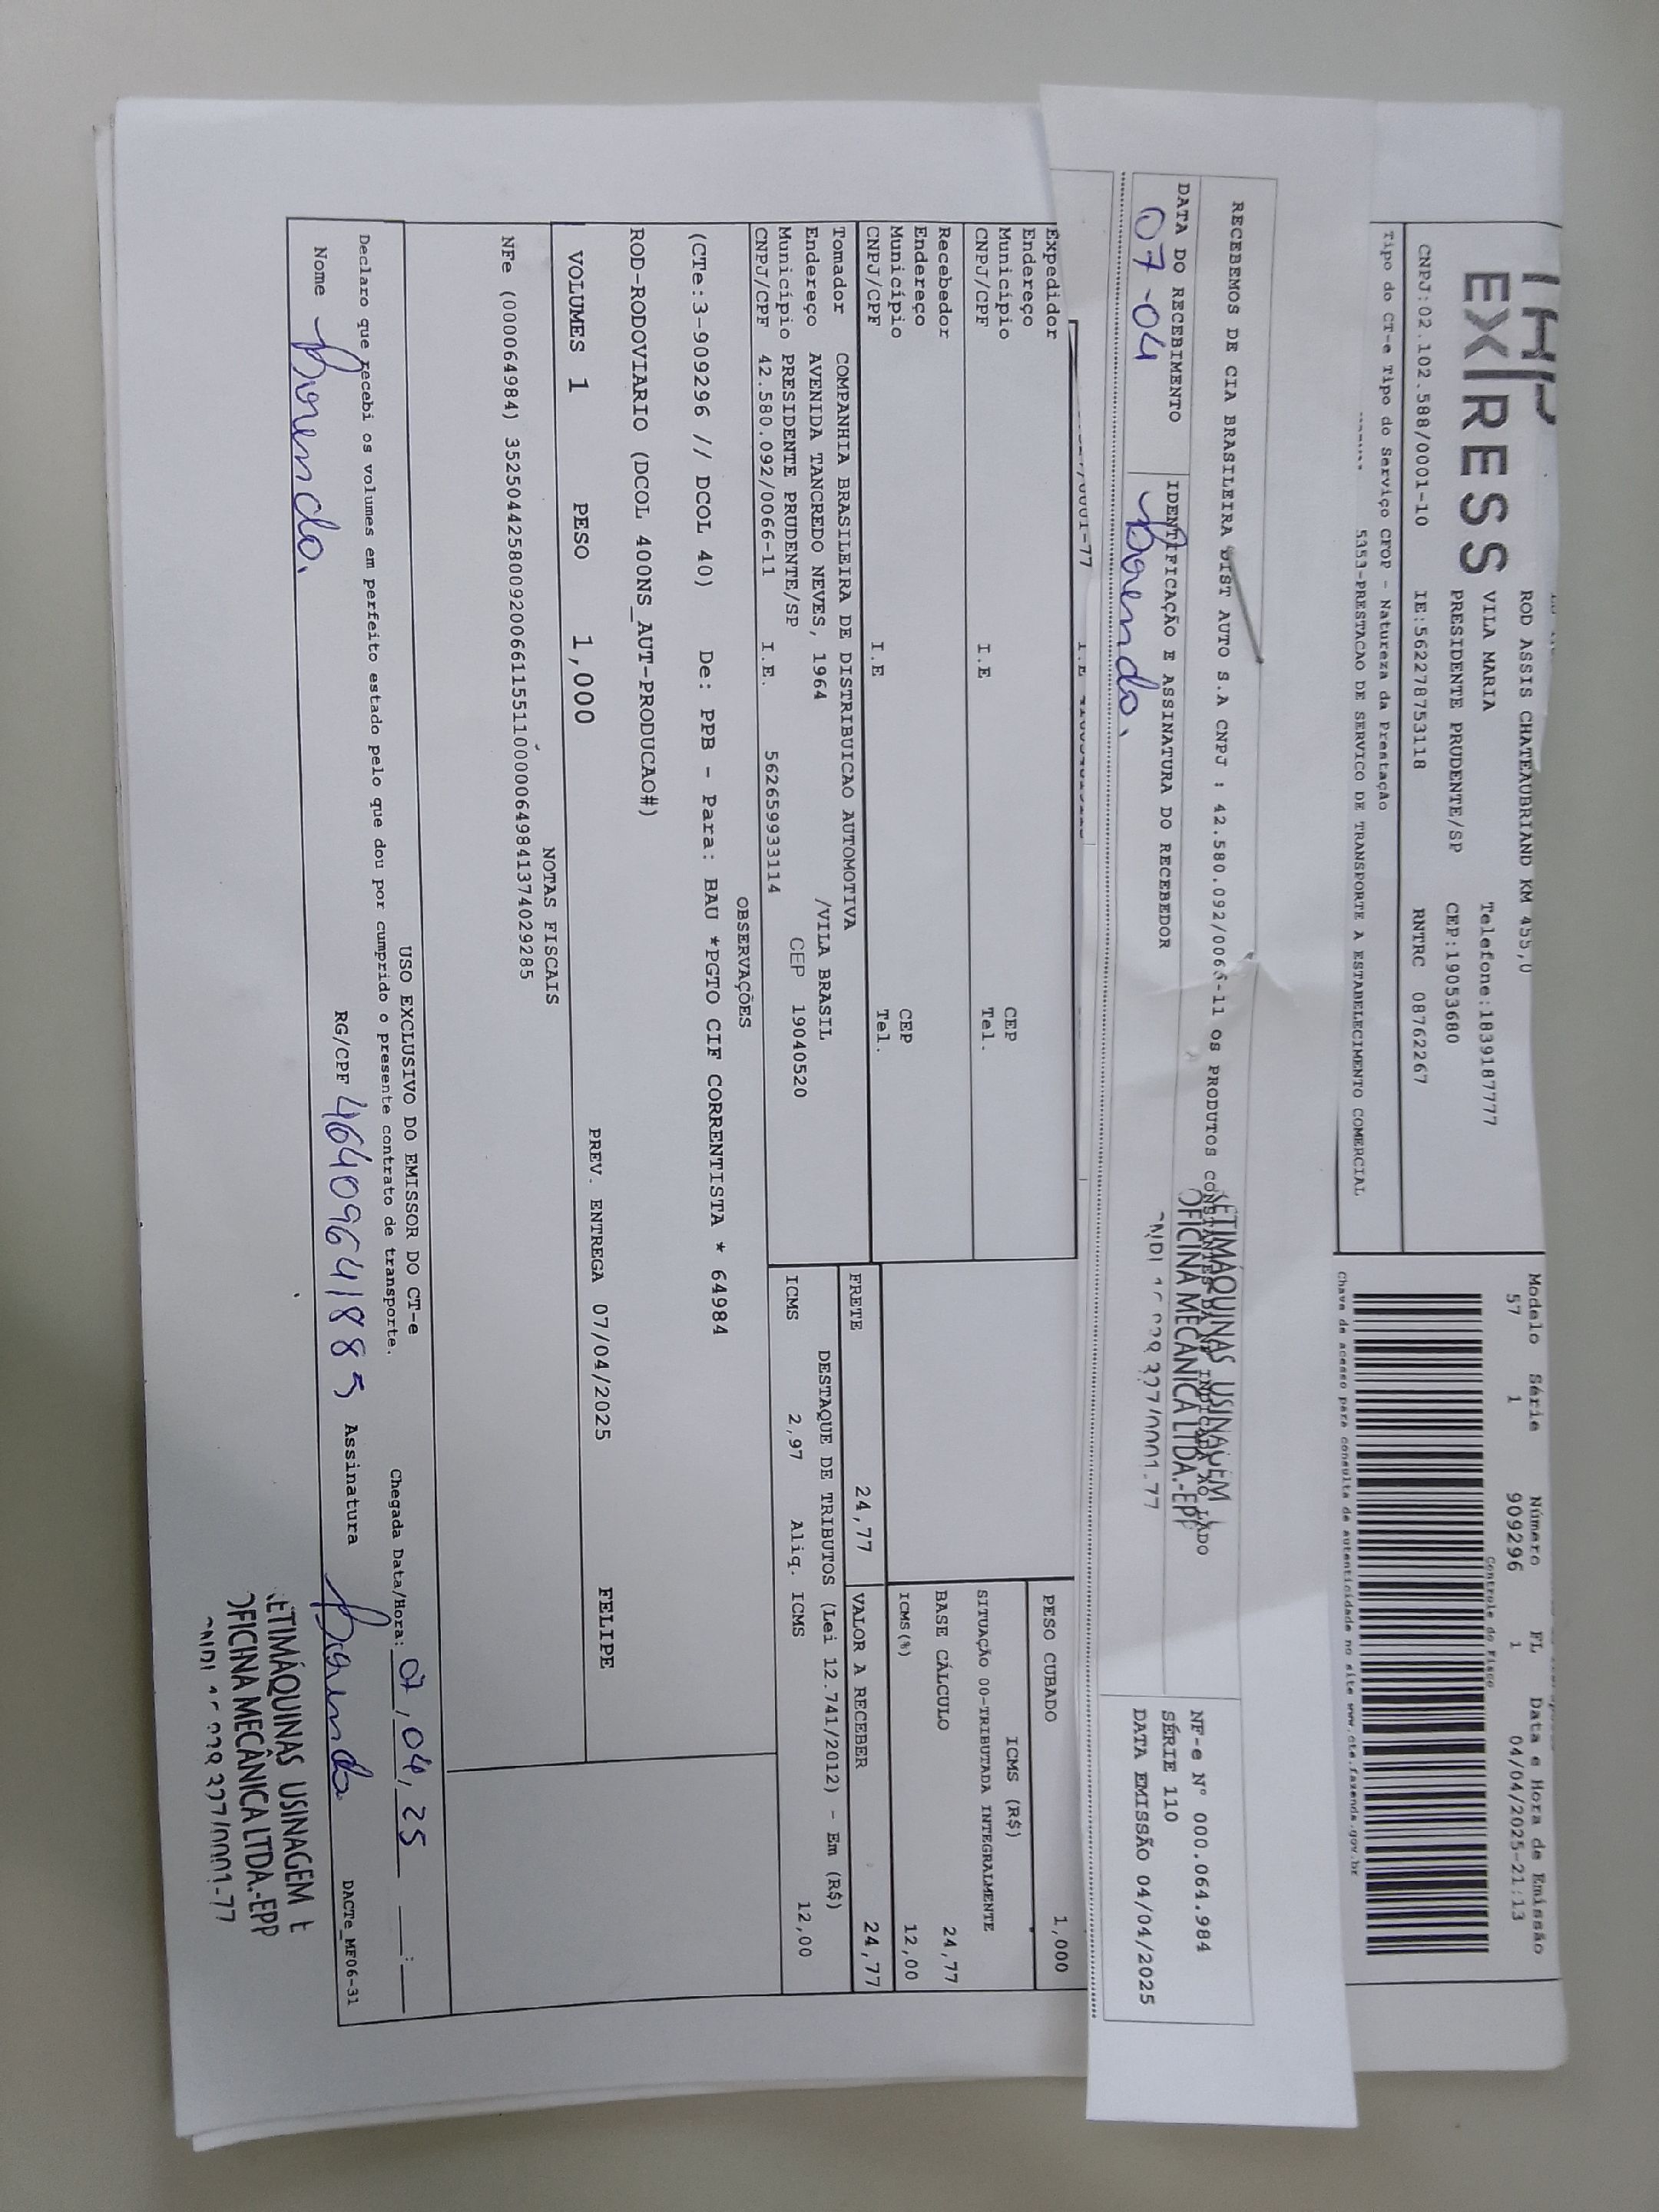 EXPRESS
ROD ASSIS CHATEAUBRIAND KM 455,0
VILA MARIA Telefone:1839187777
PRESIDENTE PRUDENTE/SP CEP:19053680
CNPJ:02.102.588/0001-10 IE:562278753118 RNTRC 08762267
Tipo do CT-e Tipo do Serviço CFOP - Natureza da Prestação
5353-PRESTACAO DE SERVICO DE TRANSPORTE A ESTABELECIMENTO COMERCIAL
Modelo Série Número FL Data e Hora de Emissão
57 1 909296 1 04/04/2025-21:13
Controle do Fisco
Chave de acesso para consulta de autenticidade no site www.cte.fazenda.gov.br
RECEBEMOS DE CIA BRASILEIRA DIST AUTO S.A CNPJ : 42.580.092/0066-11 OS PRODUTOS CONSTANTES DA NF INDICADA AO LADO
DATA DO RECEBIMENTO
07-04
IDENTIFICAÇÃO E ASSINATURA DO RECEBEDOR
ETIMÁQUINAS USINAGEM
OFICINA MECÂNICA LTDA.-EPP
NF-e Nº 000.064.984
SÉRIE 110
DATA EMISSÃO 04/04/2025
Expedidor
Endereço
Município CEP
CNPJ/CPF I.E Tel.
Recebedor
Endereço
Município CEP
CNPJ/CPF I.E Tel.
Tomador COMPANHIA BRASILEIRA DE DISTRIBUICAO AUTOMOTIVA
Endereço AVENIDA TANCREDO NEVES, 1964 /VILA BRASIL
Município PRESIDENTE PRUDENTE/SP CEP 19040520
CNPJ/CPF 42.580.092/0066-11 I.E. 562659933114
PESO CUBADO 1,000
ICMS (R$)
SITUAÇÃO 00-TRIBUTADA INTEGRALMENTE
BASE CÁLCULO 24,77
ICMS(%) 12,00
FRETE 24,77 VALOR A RECEBER 24,77
DESTAQUE DE TRIBUTOS (Lei 12.741/2012) - Em (R$)
ICMS 2,97 Aliq. ICMS 12,00
OBSERVAÇÕES
(CTe:3-909296 // DCOL 40) De: PPB - Para: BAU *PGTO CIF CORRENTISTA * 64984
ROD-RODOVIARIO (DCOL 400NS_AUT-PRODUCAO#)
VOLUMES 1 PESO 1,000 PREV. ENTREGA 07/04/2025 FELIPE
NOTAS FISCAIS
NFe (000064984) 35250442580092006611551100000649841374029285
USO EXCLUSIVO DO EMISSOR DO CT-e
Declaro que recebi os volumes em perfeito estado pelo que dou por cumprido o presente contrato de transporte.
Chegada Data/Hora: 07,04,25 :
Nome RG/CPF 46409641885 Assinatura
DACTe_MF06-31
ETIMÁQUINAS USINAGEM E
OFICINA MECÂNICA LTDA.-EPP